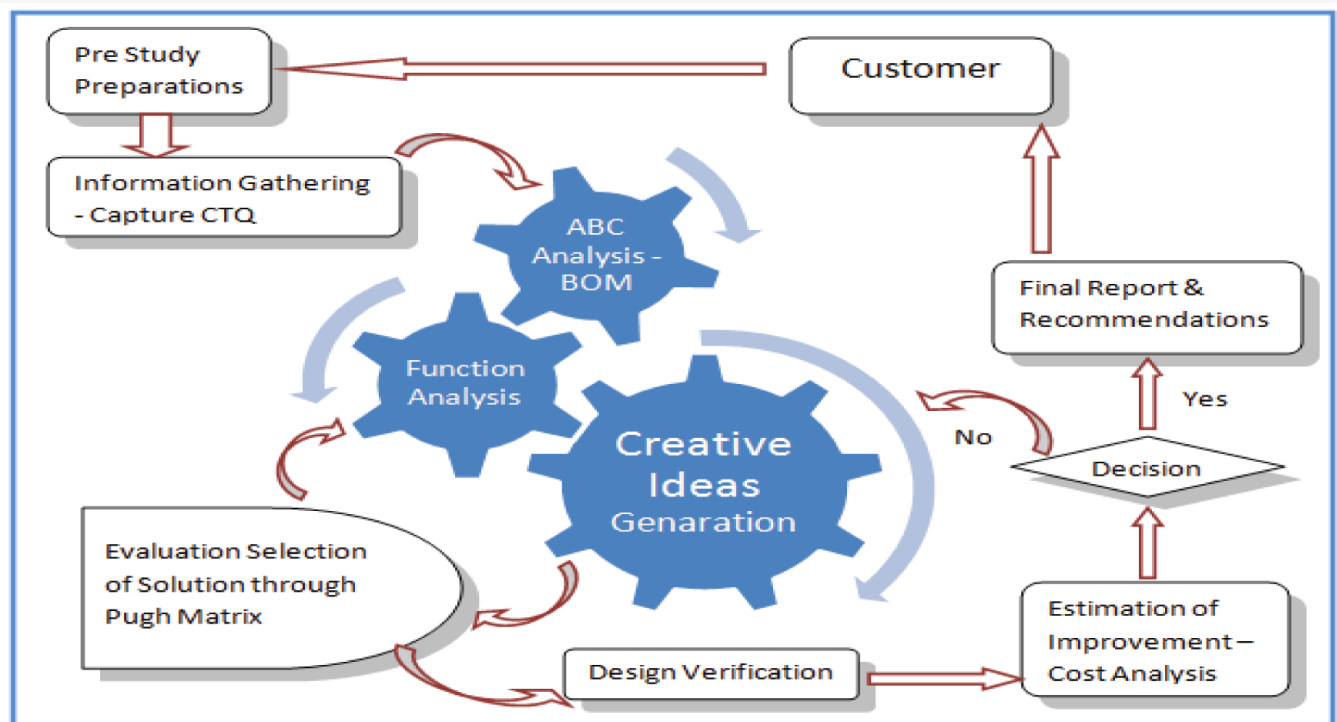 Pre Study
Preparations
Customer
Information Gathering
- Capture CTQ
ABC
Analysis -
BOM
Function
Analysis
Creative
Ideas
Genaration
Final Report &
Recommendations
Yes
No
Decision
Evaluation Selection
of Solution through
Pugh Matrix
Design Verification
Estimation of
Improvement –
Cost Analysis